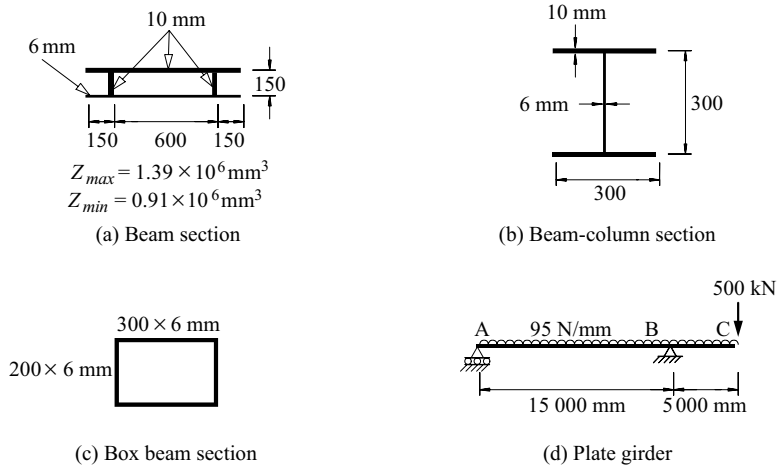 10 mm
6 mm
150
150 600 150
Z_max = 1.39 × 10^6 mm^3
Z_min = 0.91 × 10^6 mm^3
(a) Beam section
10 mm
6 mm
300
300
(b) Beam-column section
300 × 6 mm
200 × 6 mm
(c) Box beam section
500 kN
A 95 N/mm B C
15 000 mm 5 000 mm
(d) Plate girder